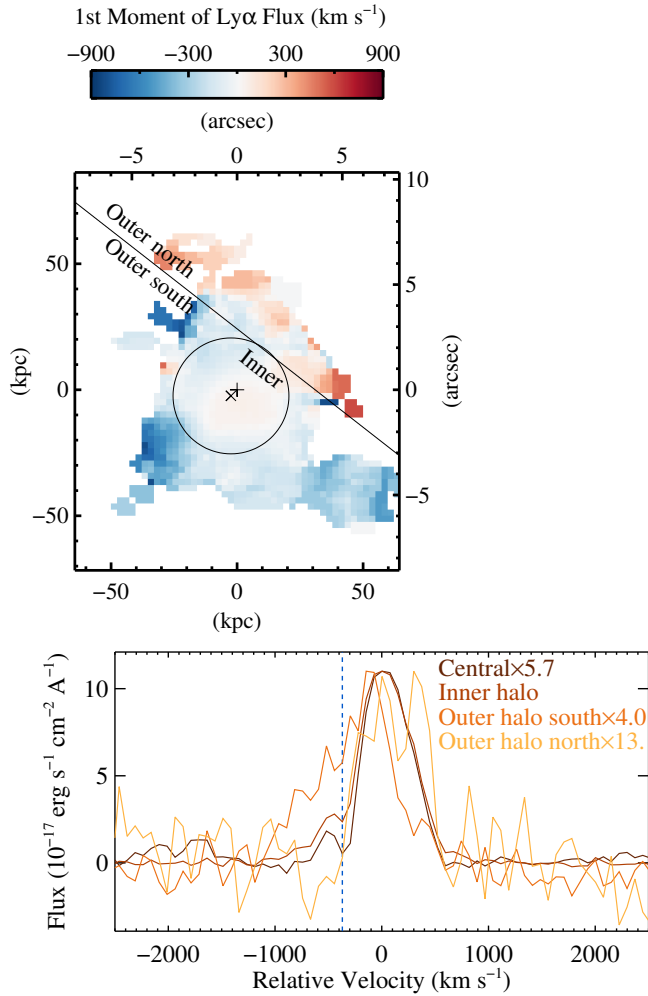 1st Moment of Lyα Flux (km s⁻¹)
−900 −300 300 900
(arcsec)
−5 0 5
10
Outer north
Outer south
50
5
Inner
(kpc)
0
0
(arcsec)
−50
−5
−50 0 50
(kpc)
Central×5.7
Inner halo
Outer halo south×4.0
Outer halo north×13.
10
5
0
Flux (10⁻¹⁷ erg s⁻¹ cm⁻² A⁻¹)
−2000 −1000 0 1000 2000
Relative Velocity (km s⁻¹)